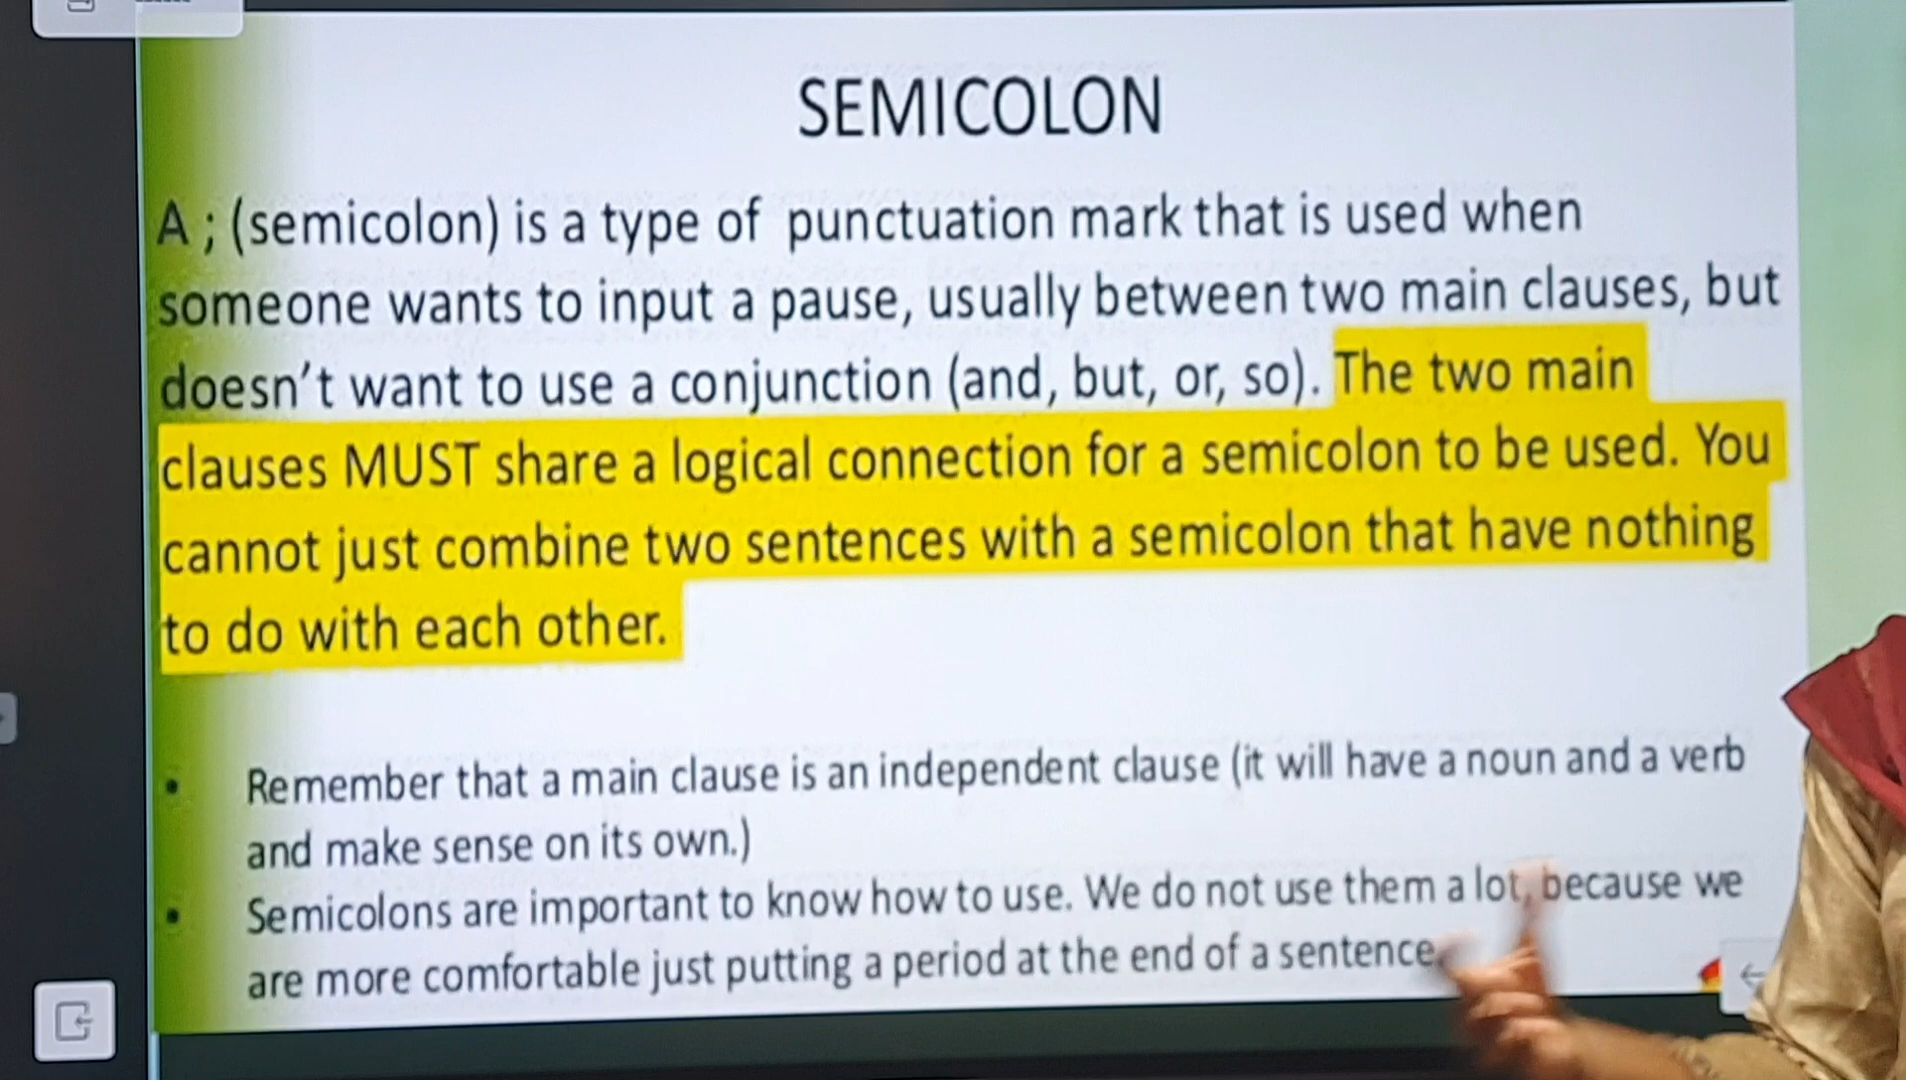 SEMICOLON
A ; (semicolon) is a type of punctuation mark that is used when
someone wants to input a pause, usually between two main clauses, but
doesn't want to use a conjunction (and, but, or, so). The two main
clauses MUST share a logical connection for a semicolon to be used. You
cannot just combine two sentences with a semicolon that have nothing
to do with each other.
• Remember that a main clause is an independent clause (it will have a noun and a verb
and make sense on its own.)
• Semicolons are important to know how to use. We do not use them a lot, because we
are more comfortable just putting a period at the end of a sentence.